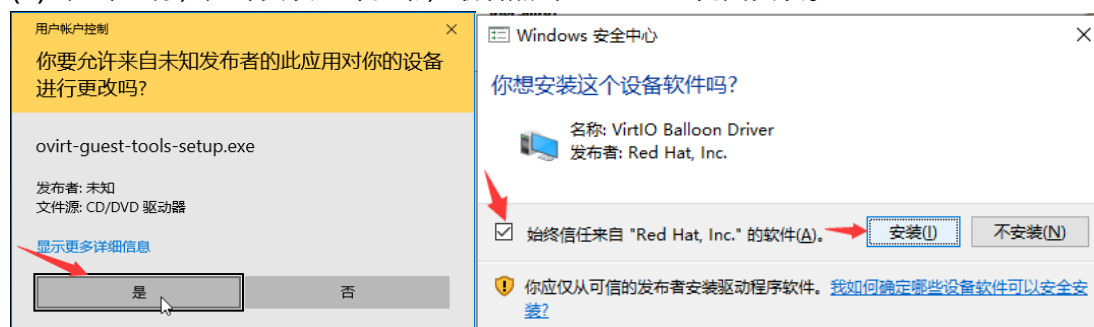 用户帐户控制
你要允许来自未知发布者的此应用对你的设备
进行更改吗?
ovirt-guest-tools-setup.exe
发布者: 未知
文件源: CD/DVD 驱动器
显示更多详细信息
是
否
Windows 安全中心
你想安装这个设备软件吗?
名称: VirtIO Balloon Driver
发布者: Red Hat, Inc.
始终信任来自 "Red Hat, Inc." 的软件(A)。
安装(I)
不安装(N)
你应仅从可信的发布者安装驱动程序软件。我如何确定哪些设备软件可以安全安
装?